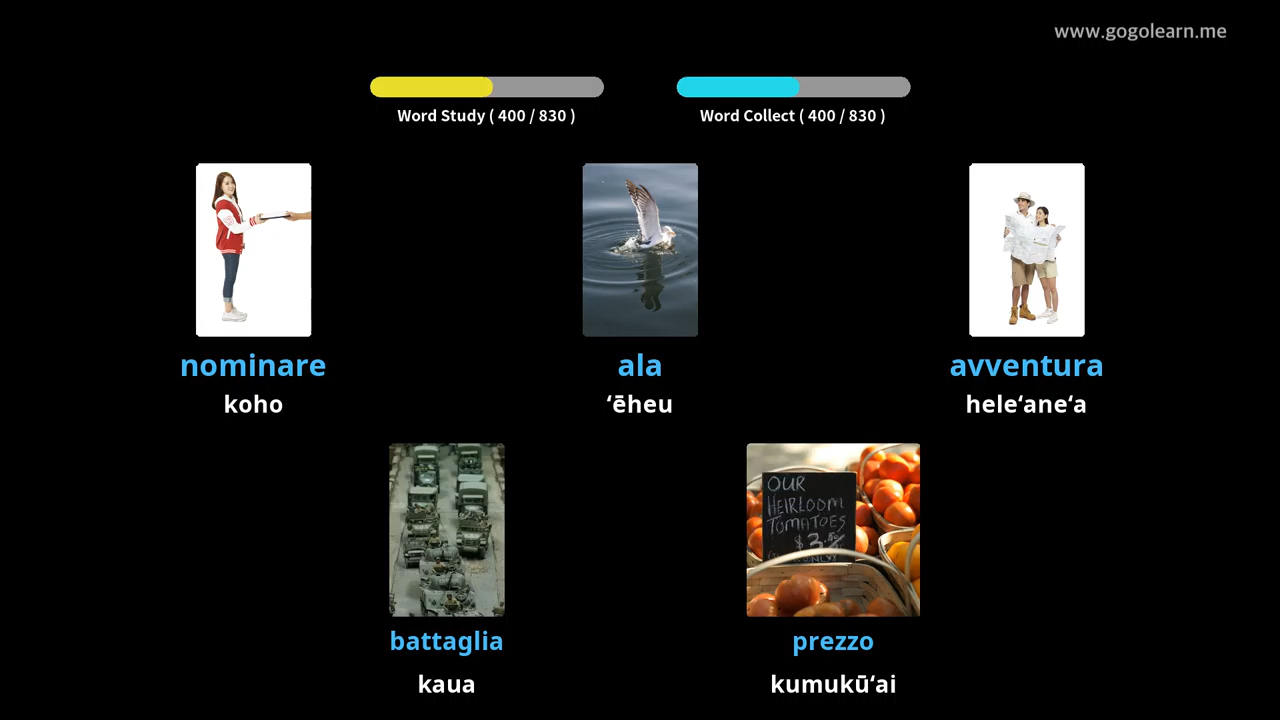 www.gogolearn.me
Word Study ( 400 / 830 )
Word Collect ( 400 / 830 )
nominare
koho
ala
ʻēheu
avventura
heleʻaneʻa
OUR
HEIRLOOM
TOMATOES
battaglia
kaua
prezzo
kumukūʻai